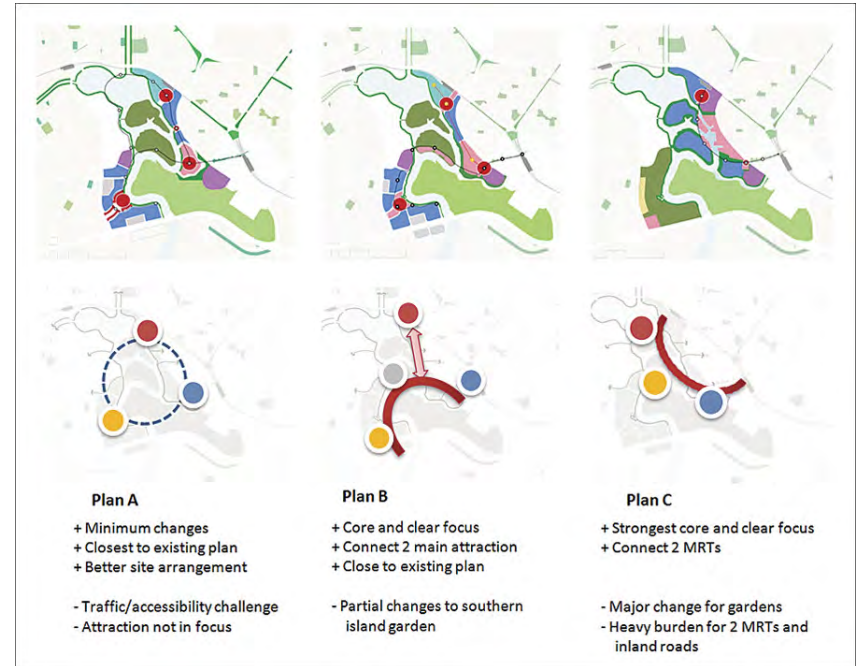 Plan A
+ Minimum changes
+ Closest to existing plan
+ Better site arrangement
- Traffic/accessibility challenge
- Attraction not in focus
Plan B
+ Core and clear focus
+ Connect 2 main attraction
+ Close to existing plan
- Partial changes to southern
island garden
Plan C
+ Strongest core and clear focus
+ Connect 2 MRTs
- Major change for gardens
- Heavy burden for 2 MRTs and
inland roads